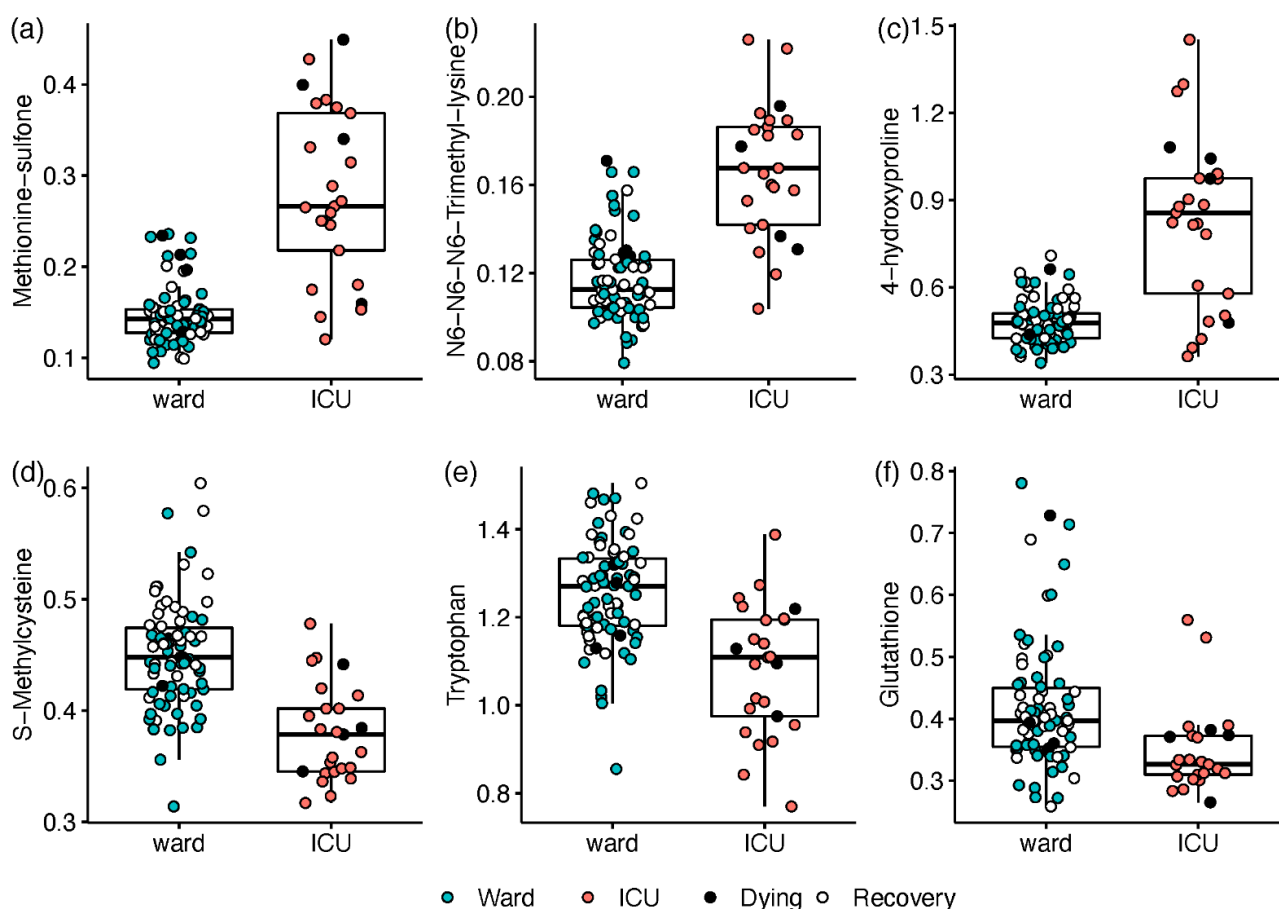 (a)
Methionine−sulfone
0.4
0.3
0.2
0.1
ward
ICU
(b)
N6−N6−N6−Trimethyl−lysine
0.20
0.16
0.12
0.08
ward
ICU
(c)
4−hydroxyproline
1.5
1.2
0.9
0.6
0.3
ward
ICU
(d)
S−Methylcysteine
0.6
0.5
0.4
0.3
ward
ICU
(e)
Tryptophan
1.4
1.2
1.0
0.8
ward
ICU
(f)
Glutathione
0.8
0.7
0.6
0.5
0.4
0.3
ward
ICU
Ward ICU Dying Recovery